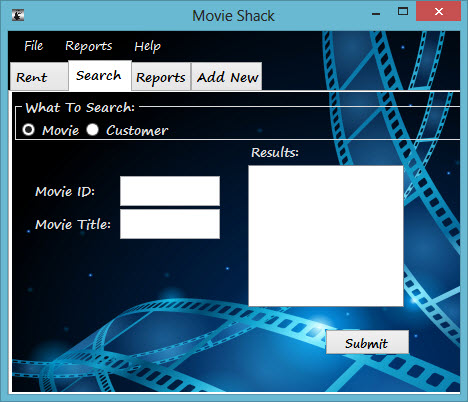 Movie Shack
File Reports Help
Rent Search Reports Add New
What To Search:
Movie Customer
Results:
Movie ID:
Movie Title:
Submit